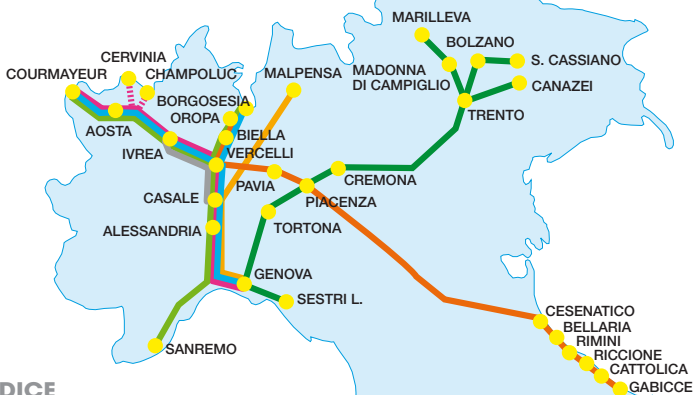 MARILLEVA
BOLZANO
CERVINIA
S. CASSIANO
COURMAYEUR
CHAMPOLUC
MALPENSA
MADONNA
DI CAMPIGLIO
CANAZEI
BORGOSESIA
OROPA
TRENTO
AOSTA
BIELLA
IVREA
VERCELLI
PAVIA
CREMONA
CASALE
PIACENZA
ALESSANDRIA
TORTONA
GENOVA
SESTRI L.
CESENATICO
BELLARIA
RIMINI
SANREMO
RICCIONE
CATTOLICA
GABICCE
DICE